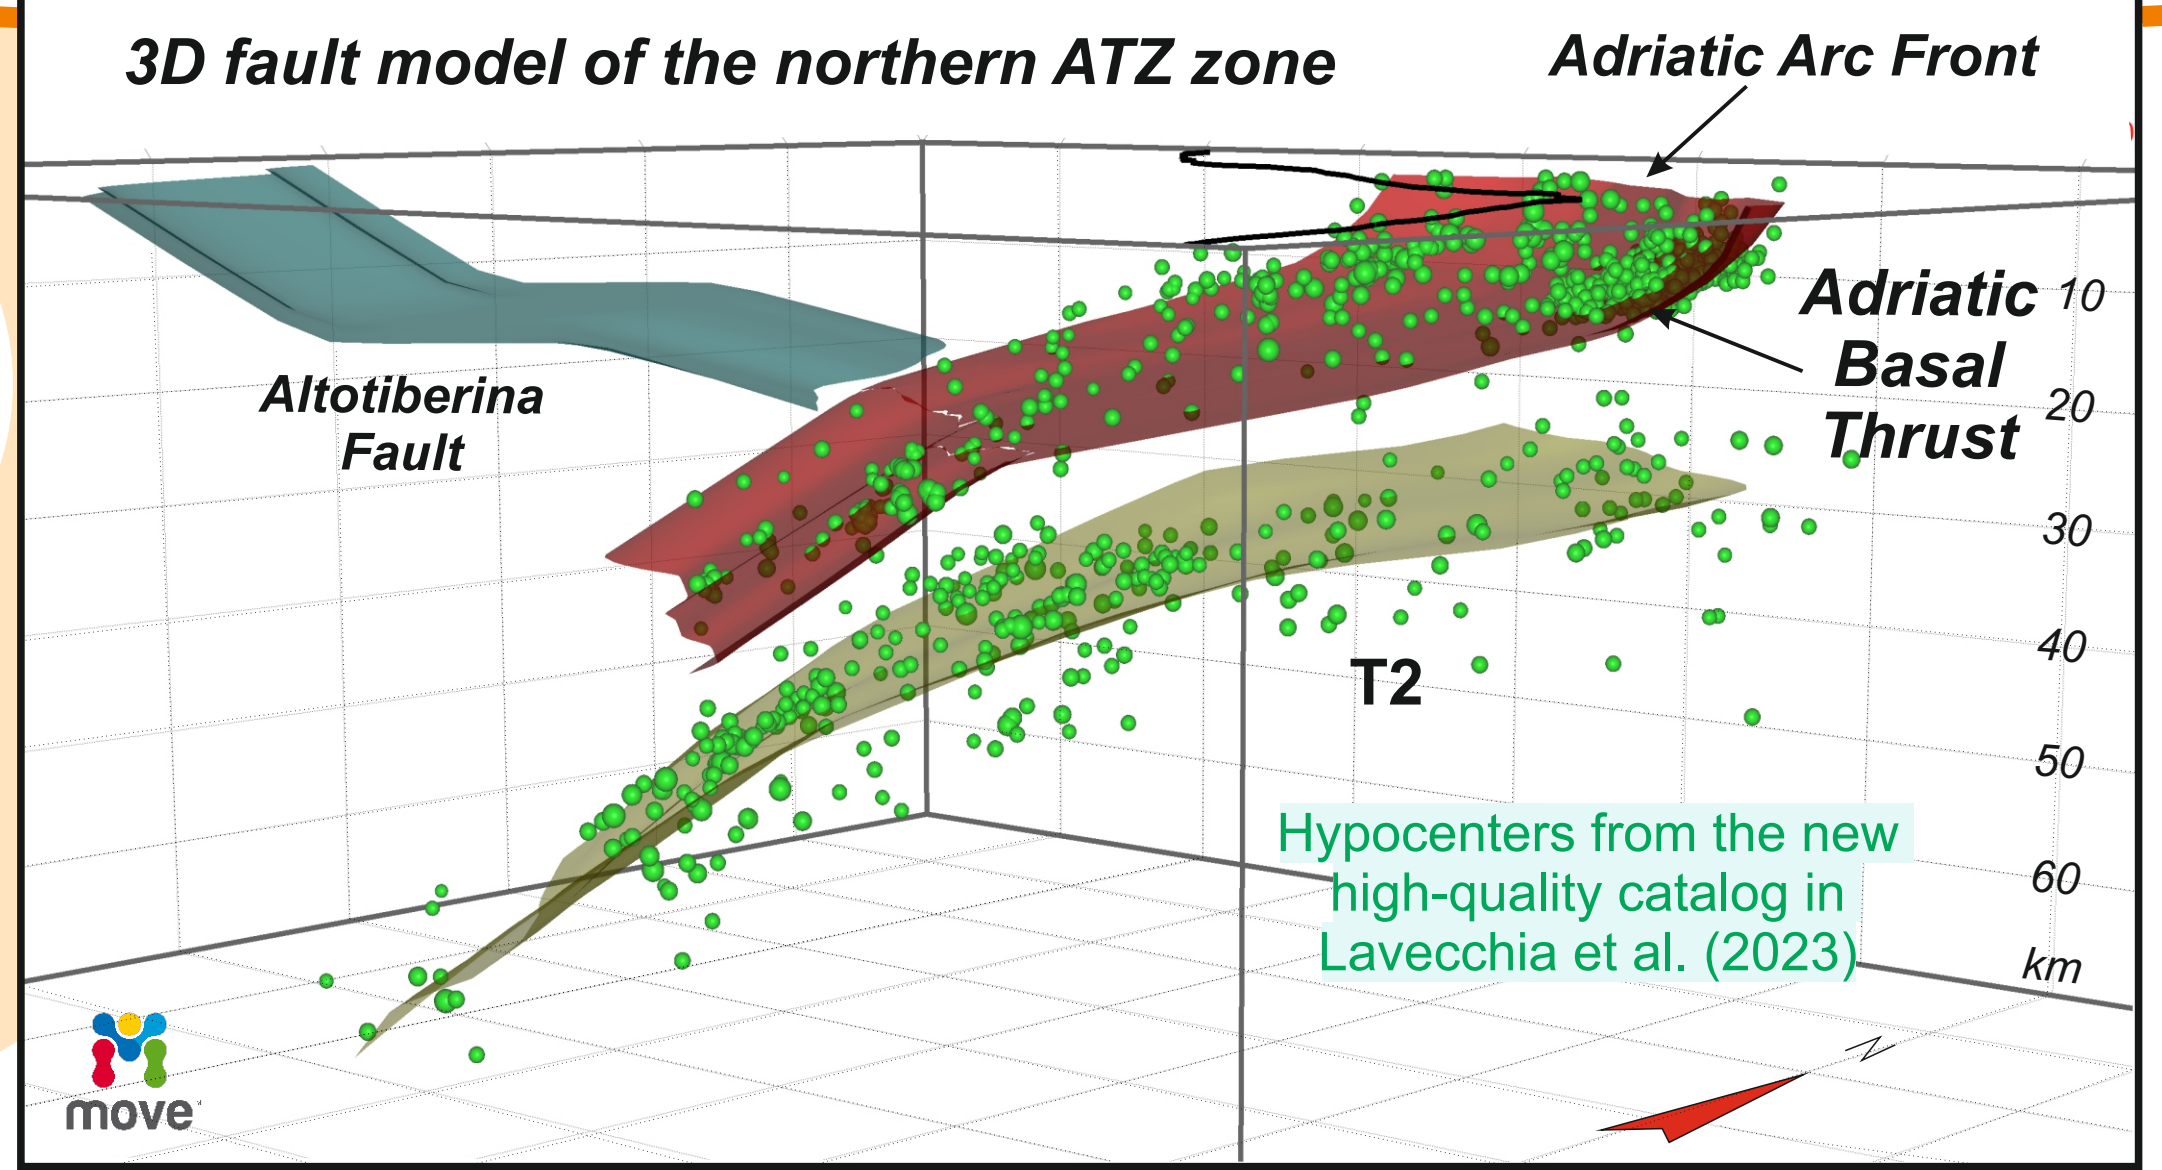 3D fault model of the northern ATZ zone
Adriatic Arc Front
Altotiberina
Fault
Adriatic
Basal
Thrust
10
20
30
40
50
60
km
T2
Hypocenters from the new
high-quality catalog in
Lavecchia et al. (2023)
N
move